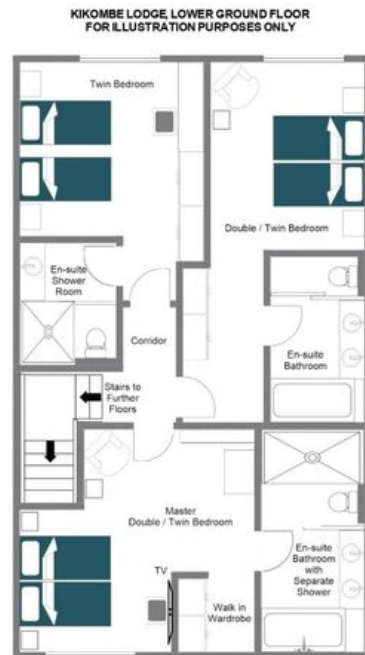 KIKOMBE LODGE, LOWER GROUND FLOOR
FOR ILLUSTRATION PURPOSES ONLY
Twin Bedroom
Double / Twin Bedroom
En-suite
Shower
Room
Corridor
En-suite
Bathroom
Stairs to
Further
Floors
Master
Double / Twin Bedroom
TV
En-suite
Bathroom
with
Separate
Shower
Walk in
Wardrobe